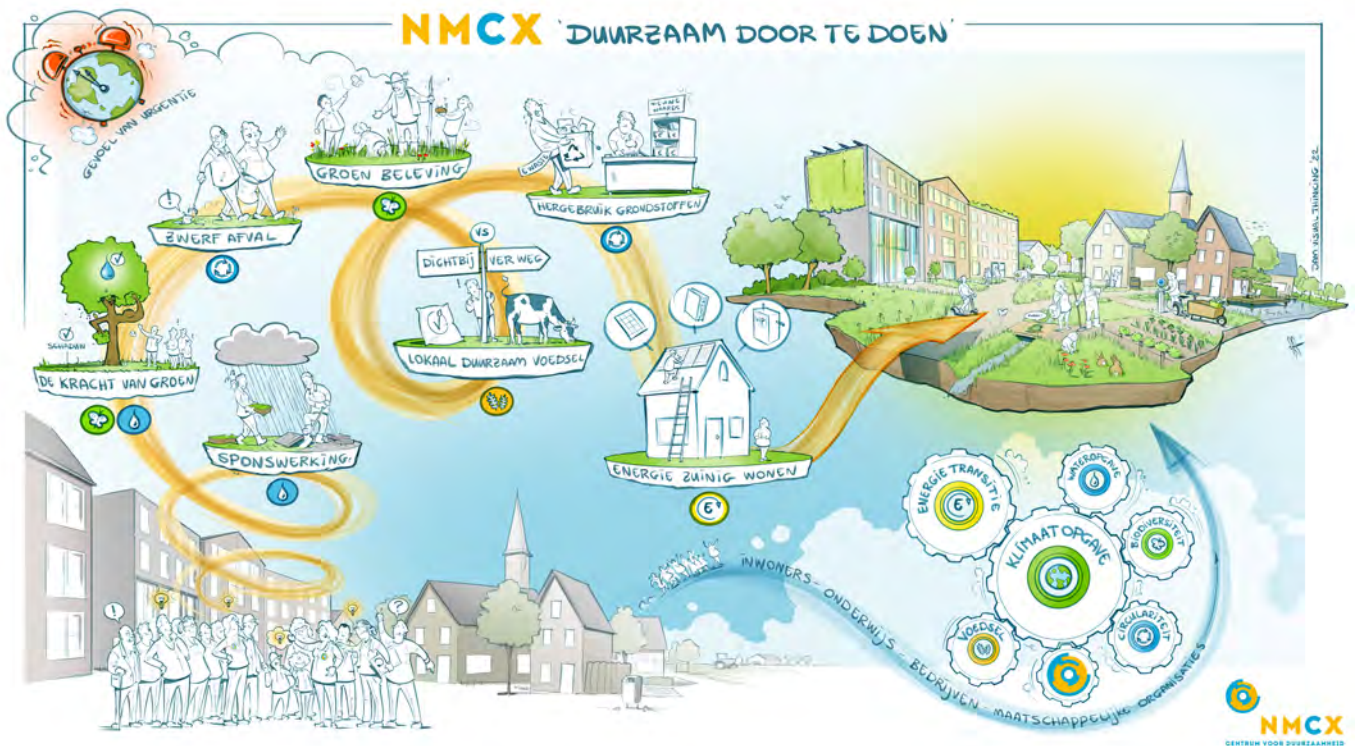 NMCX 'DUURZAAM DOOR TE DOEN'
GEVOEL VAN URGENTIE
GROEN BELEVING
E-WASTE
HERGEBRUIK GRONDSTOFFEN
ZWERF AFVAL
!
VS
DICHTBIJ
VER WEG
!
LOKAAL DUURZAAM VOEDSEL
SCHADUW
DE KRACHT VAN GROEN
SPONSWERKING
ENERGIE ZUINIG WONEN
E
!
?
INWONERS - ONDERWIJS - BEDRIJVEN - MAATSCHAPPELIJKE ORGANISATIES
ENERGIE TRANSITIE
E
WATEROPGAVE
KLIMAATOPGAVE
BIODIVERSITEIT
VOEDSEL
CIRCULARITEIT
NMCX
CENTRUM VOOR DUURZAAMHEID